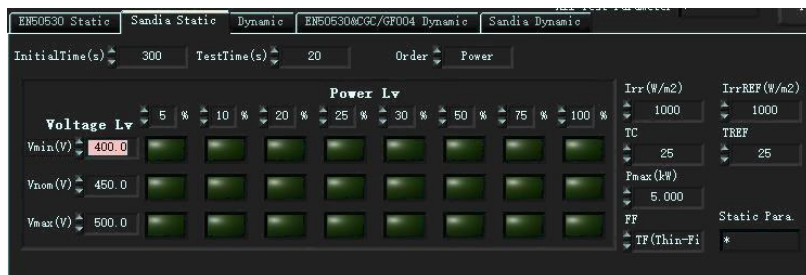 EN50530 Static Sandia Static Dynamic EN50530&CGC/GF004 Dynamic Sandia Dynamic
InitialTime(s) 300 TestTime(s) 20 Order Power
Power Lv
Voltage Lv 5 % 10 % 20 % 25 % 30 % 50 % 75 % 100 %
Vmin(V) 400.0
Vnom(V) 450.0
Vmax(V) 500.0
Irr(W/m2) IrrREF(W/m2)
1000 1000
TC TREF
25 25
Pmax(kW)
5.000
FF Static Para.
TF(Thin-Fi *